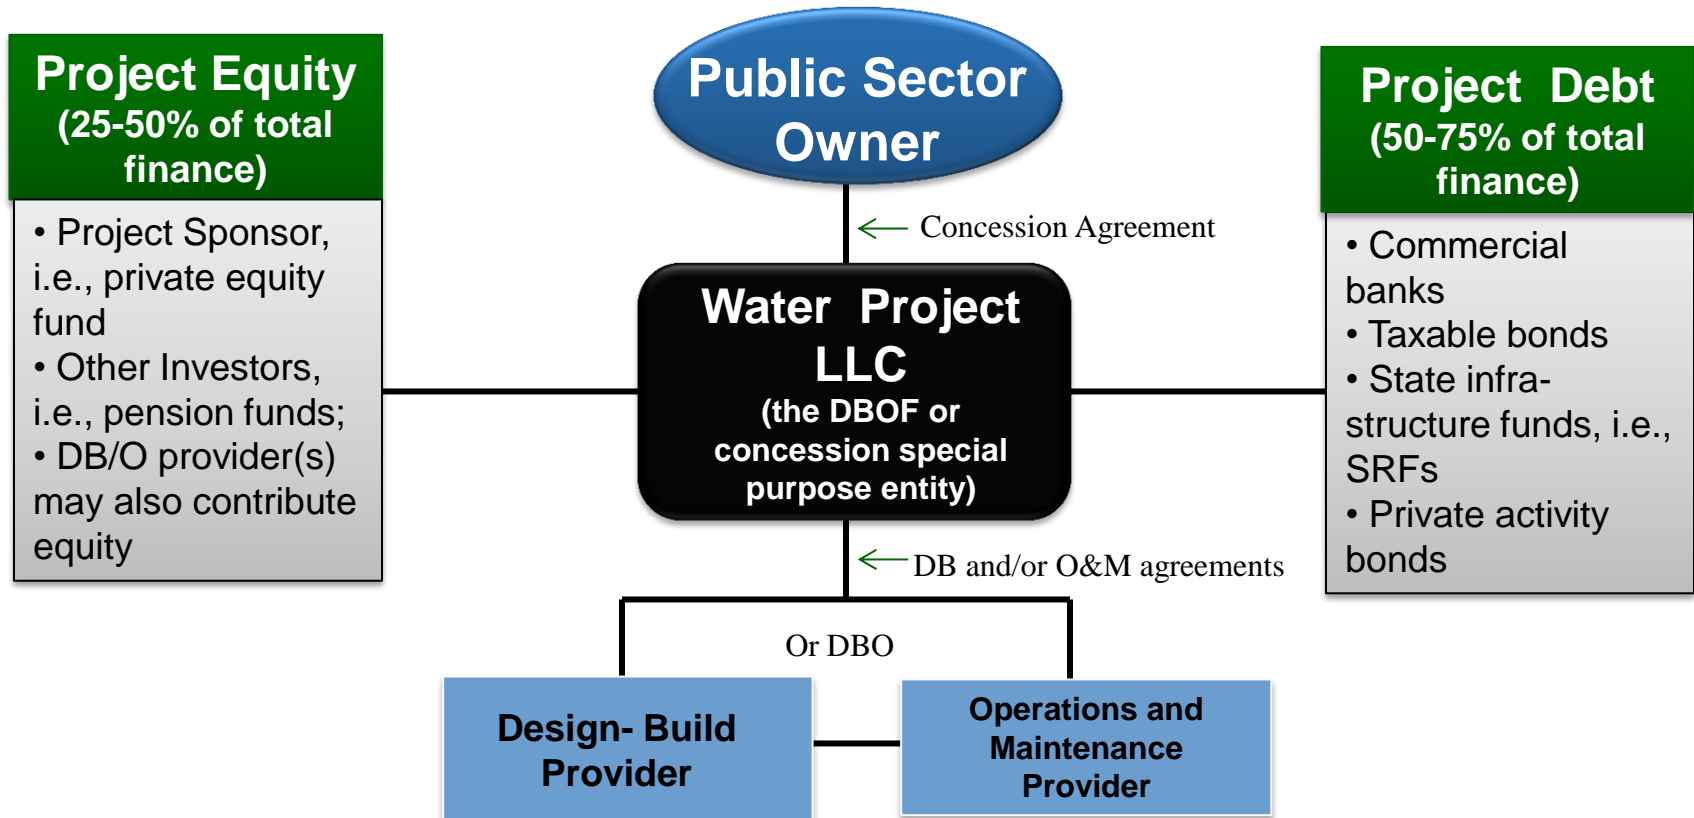 Project Equity
(25-50% of total
finance)
• Project Sponsor,
i.e., private equity
fund
• Other Investors,
i.e., pension funds;
• DB/O provider(s)
may also contribute
equity
Public Sector
Owner
Concession Agreement
Water Project
LLC
(the DBOF or
concession special
purpose entity)
DB and/or O&M agreements
Or DBO
Design- Build
Provider
Operations and
Maintenance
Provider
Project Debt
(50-75% of total
finance)
• Commercial
banks
• Taxable bonds
• State infra-
structure funds, i.e.,
SRFs
• Private activity
bonds